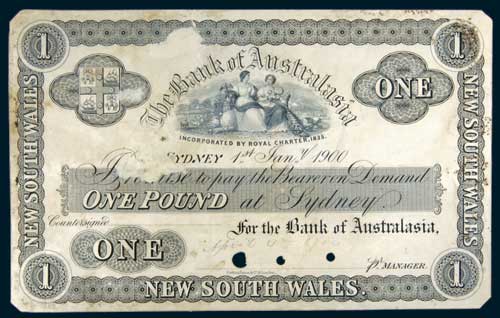 1 1
The Bank of Australasia
ONE
INCORPORATED BY ROYAL CHARTER, 1835.
SYDNEY 1st Jany 1900
Promise to pay the Bearer on Demand
ONE POUND at Sydney
Countersigned For the Bank of Australasia,
ONE
Pr. MANAGER.
1 NEW SOUTH WALES. 1
NEW SOUTH WALES
NEW SOUTH WALES